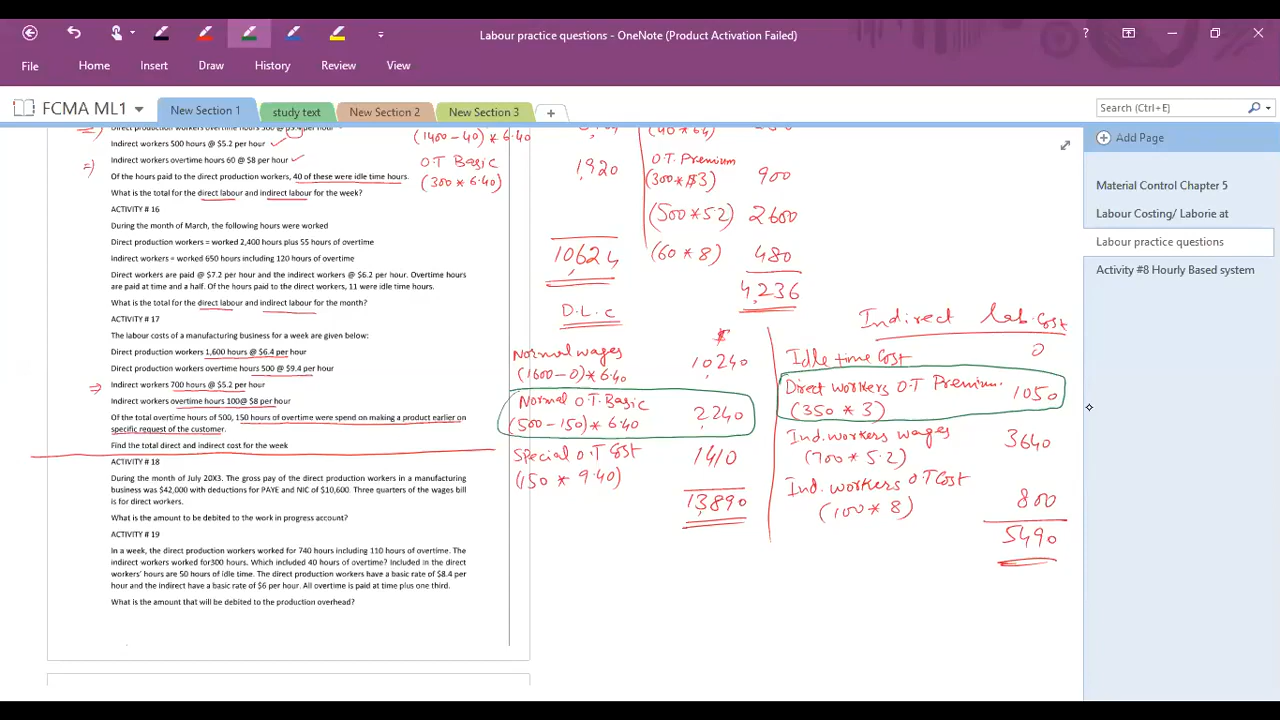 Labour practice questions - OneNote (Product Activation Failed)
File Home Insert Draw History Review View
FCMA ML1 New Section 1 study text New Section 2 New Section 3
Search (Ctrl+E)
Add Page
Material Control Chapter 5
Labour Costing/ Laborie at
Labour practice questions
Activity #8 Hourly Based system
Indirect workers 500 hours @ $5.2 per hour
Indirect workers overtime hours 60 @ $8 per hour
Of the hours paid to the direct production workers, 40 of these were idle time hours.
What is the total for the direct labour and indirect labour for the week?
ACTIVITY # 16
During the month of March, the following hours were worked
Direct production workers = worked 2,400 hours plus 55 hours of overtime
Indirect workers = worked 650 hours including 120 hours of overtime
Direct workers are paid @ $7.2 per hour and the indirect workers @ $6.2 per hour. Overtime hours
are paid at time and a half. Of the hours paid to the direct workers, 11 were idle time hours.
What is the total for the direct labour and indirect labour for the month?
ACTIVITY # 17
The labour costs of a manufacturing business for a week are given below:
Direct production workers 1,600 hours @ $6.4 per hour
Direct production workers overtime hours 500 @ $9.4 per hour
Indirect workers 700 hours @ $5.2 per hour
Indirect workers overtime hours 100@ $8 per hour
Of the total overtime hours of 500, 150 hours of overtime were spend on making a product earlier on
specific request of the customer.
Find the total direct and indirect cost for the week
ACTIVITY # 18
During the month of July 20X3. The gross pay of the direct production workers in a manufacturing
business was $42,000 with deductions for PAYE and NIC of $10,600. Three quarters of the wages bill
is for direct workers.
What is the amount to be debited to the work in progress account?
ACTIVITY # 19
In a week, the direct production workers worked for 740 hours including 110 hours of overtime. The
indirect workers worked for300 hours. Which included 40 hours of overtime? Included in the direct
workers' hours are 50 hours of idle time. The direct production workers have a basic rate of $8.4 per
hour and the indirect have a basic rate of $6 per hour. All overtime is paid at time plus one third.
What is the amount that will be debited to the production overhead?
(1400-40)*6.40
O.T Basic 1,920
(300*6.40)
10624
O.T. Premium
(300*$3) 900
(500*5.2) 2600
(60*8) 480
4,236
D.L.C
$
Normal wages 10,240
(1600-0)*6.40
Normal O.T. Basic 2,240
(500-150)*6.40
Special O.T Cost 1410
(150 * 9.40)
13,890
Indirect Lab. Cost
Idle time Cost 0
Direct workers O.T Premium. 1050
(350 * 3)
Ind. workers wages 3640
(700 * 5.2)
Ind. workers O T Cost
(100 * 8) 800
5490